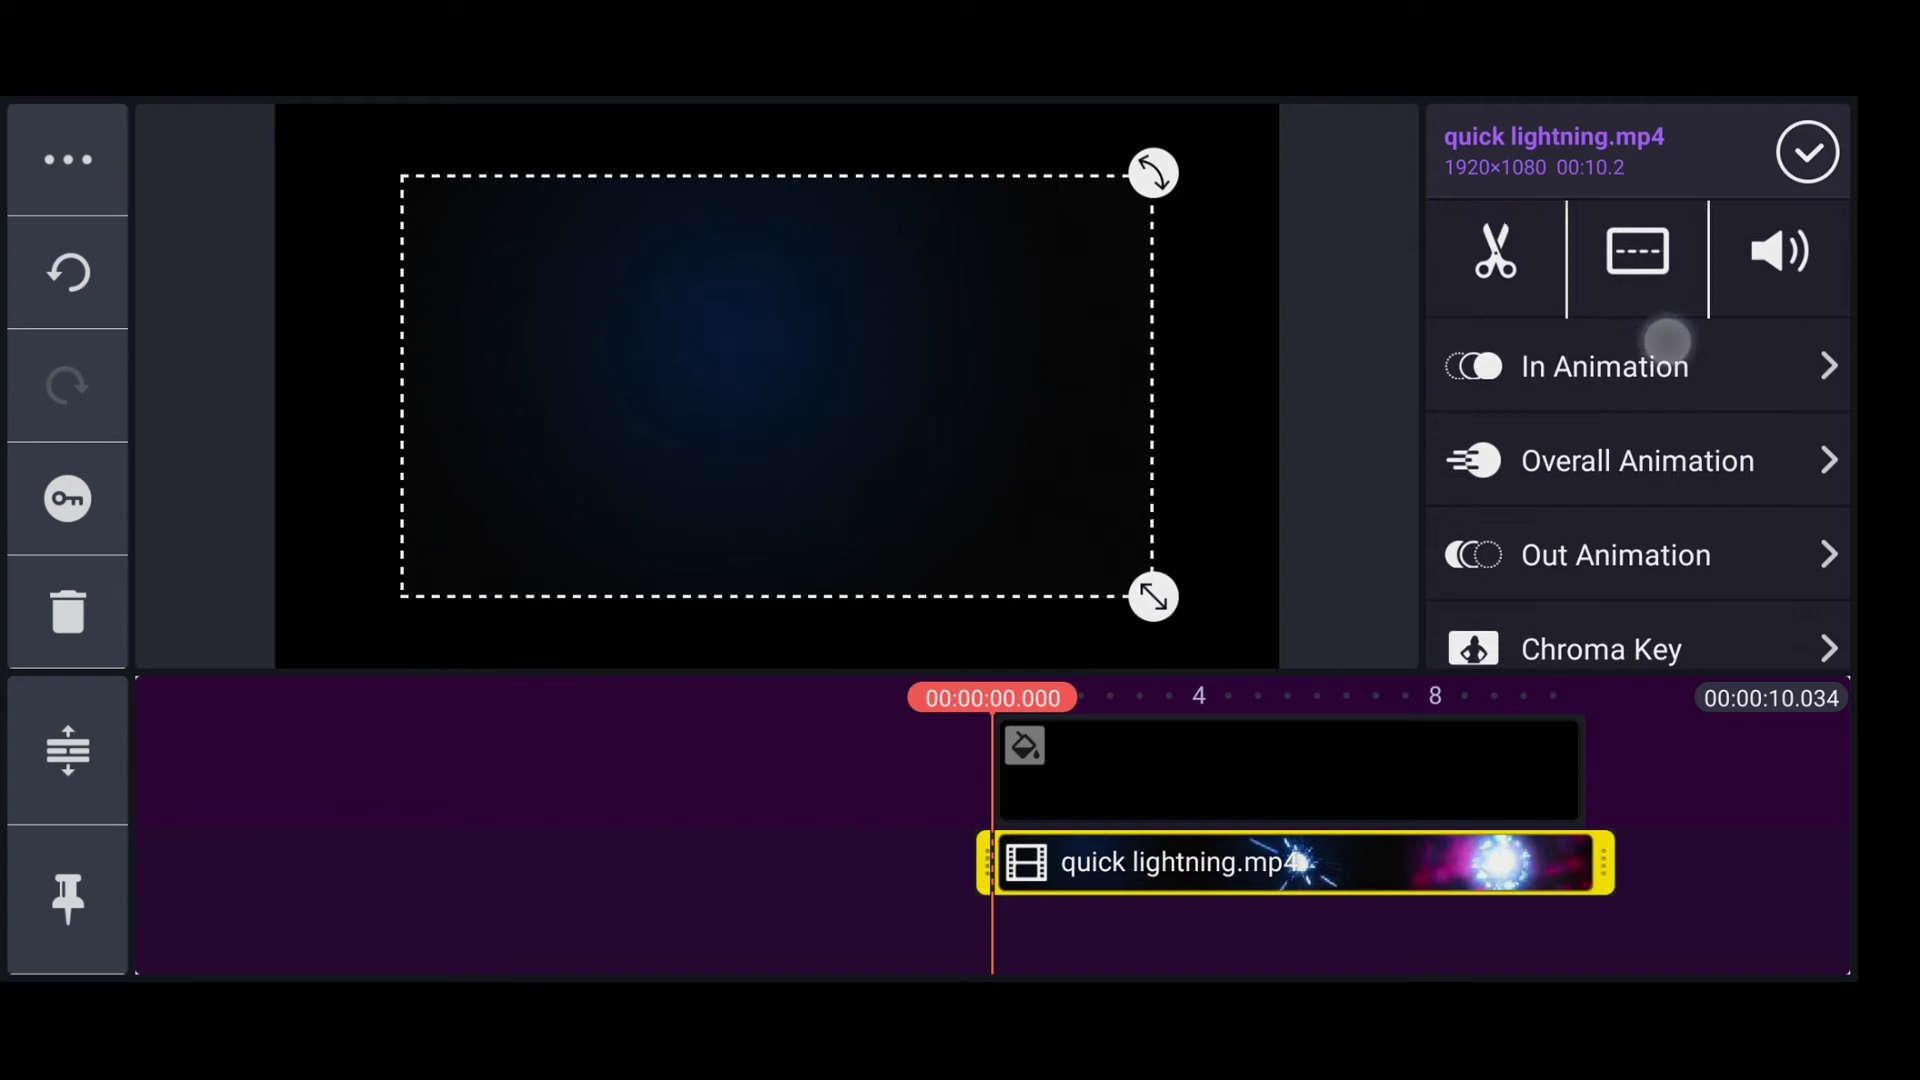 quick lightning.mp4
1920×1080 00:10.2
In Animation
Overall Animation
Out Animation
Chroma Key
00:00:00.000
4
8
00:00:10.034
quick lightning.mp4